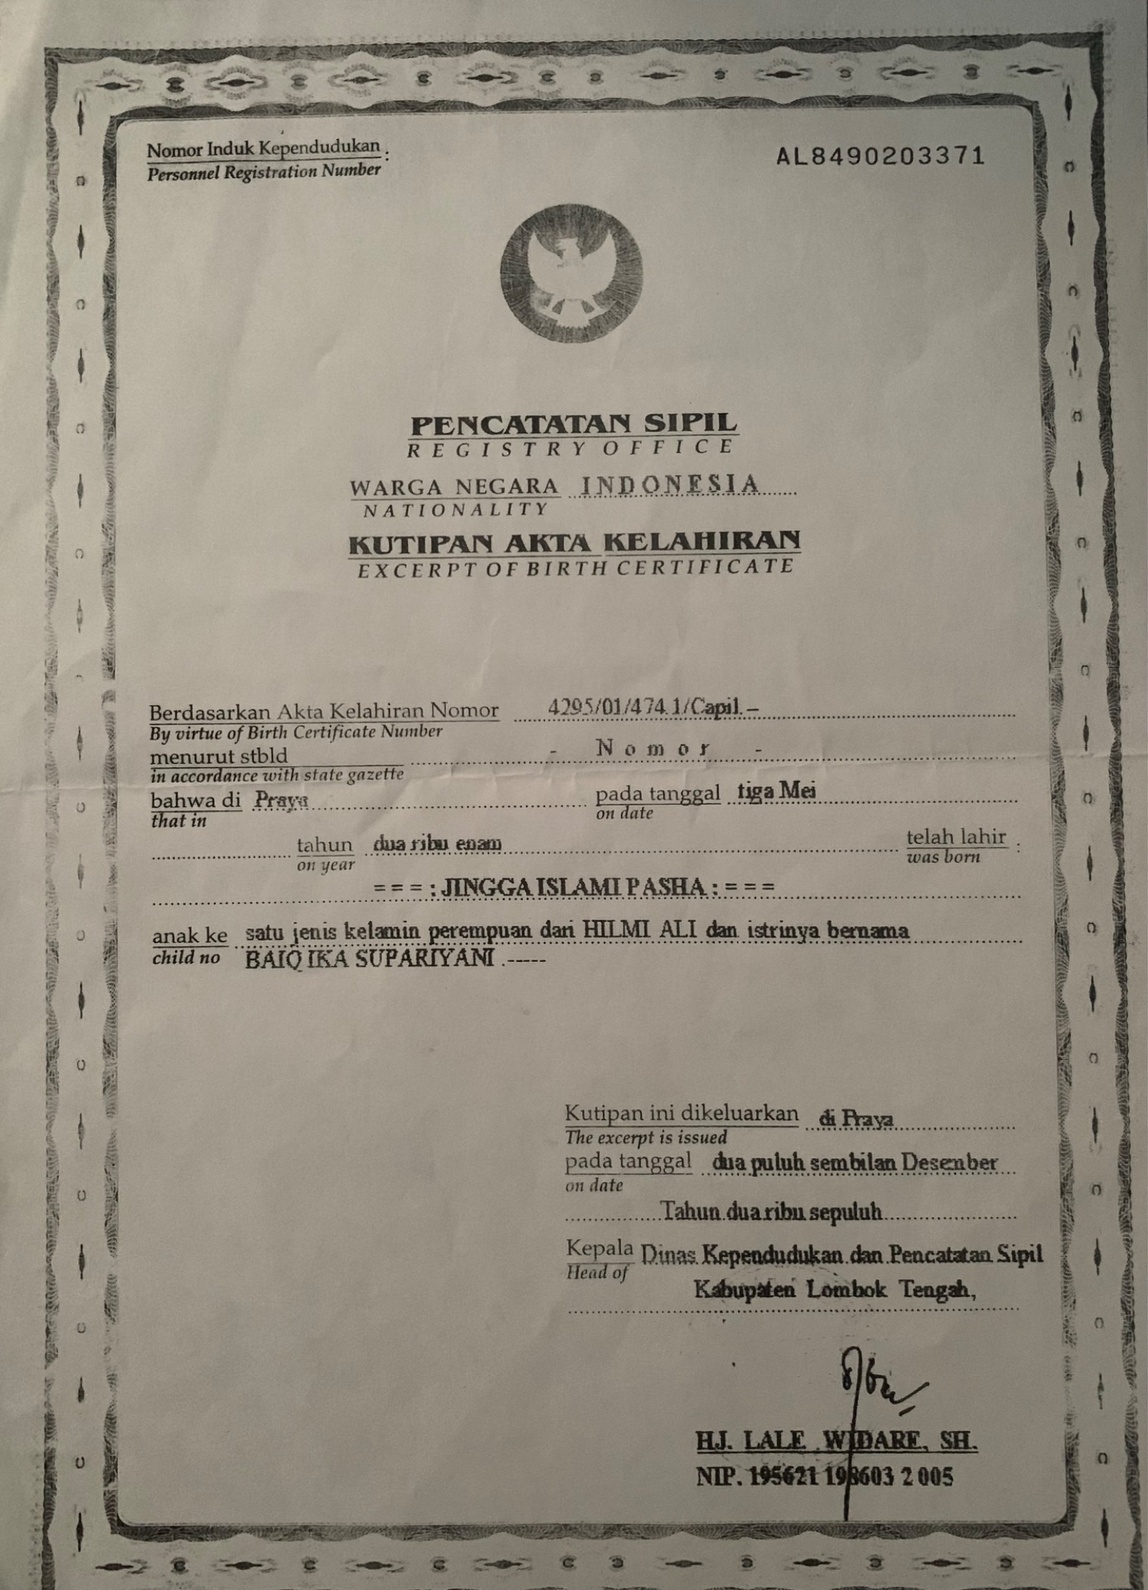 Nomor Induk Kependudukan :
Personnel Registration Number
AL8490203371
PENCATATAN SIPIL
REGISTRY OFFICE
WARGA NEGARA INDONESIA
NATIONALITY
KUTIPAN AKTA KELAHIRAN
EXCERPT OF BIRTH CERTIFICATE
Berdasarkan Akta Kelahiran Nomor 4295/01/474.1/Capil.–
By virtue of Birth Certificate Number
menurut stbld - Nomor -
in accordance with state gazette
bahwa di Praya pada tanggal tiga Mei
that in on date
tahun dua ribu enam telah lahir :
on year was born
===: JINGGA ISLAMI PASHA :===
anak ke satu jenis kelamin perempuan dari HILMI ALI dan istrinya bernama
child no BAIQ IKA SUPARIYANI .-----
Kutipan ini dikeluarkan di Praya
The excerpt is issued
pada tanggal dua puluh sembilan Desember
on date
Tahun dua ribu sepuluh
Kepala Dinas Kependudukan dan Pencatatan Sipil
Head of
Kabupaten Lombok Tengah,
HJ. LALE WIDARE, SH.
NIP. 195621 198603 2 005